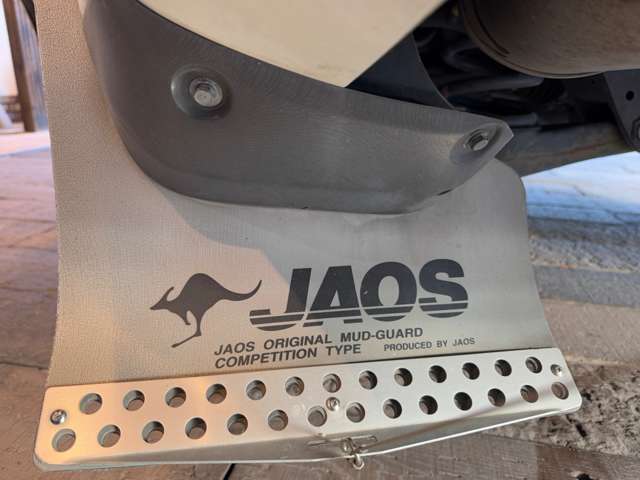 JAOS
JAOS ORIGINAL MUD-GUARD
COMPETITION TYPE PRODUCED BY JAOS